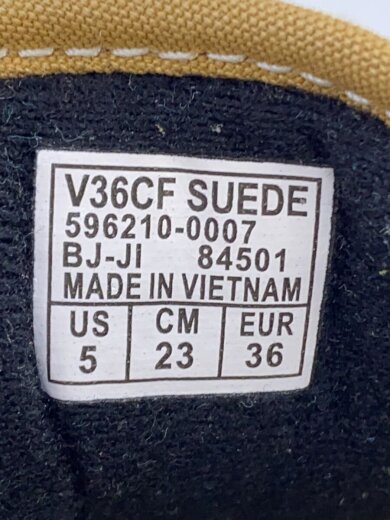 V36CF SUEDE
596210-0007
BJ-JI 84501
MADE IN VIETNAM
US CM EUR
5 23 36